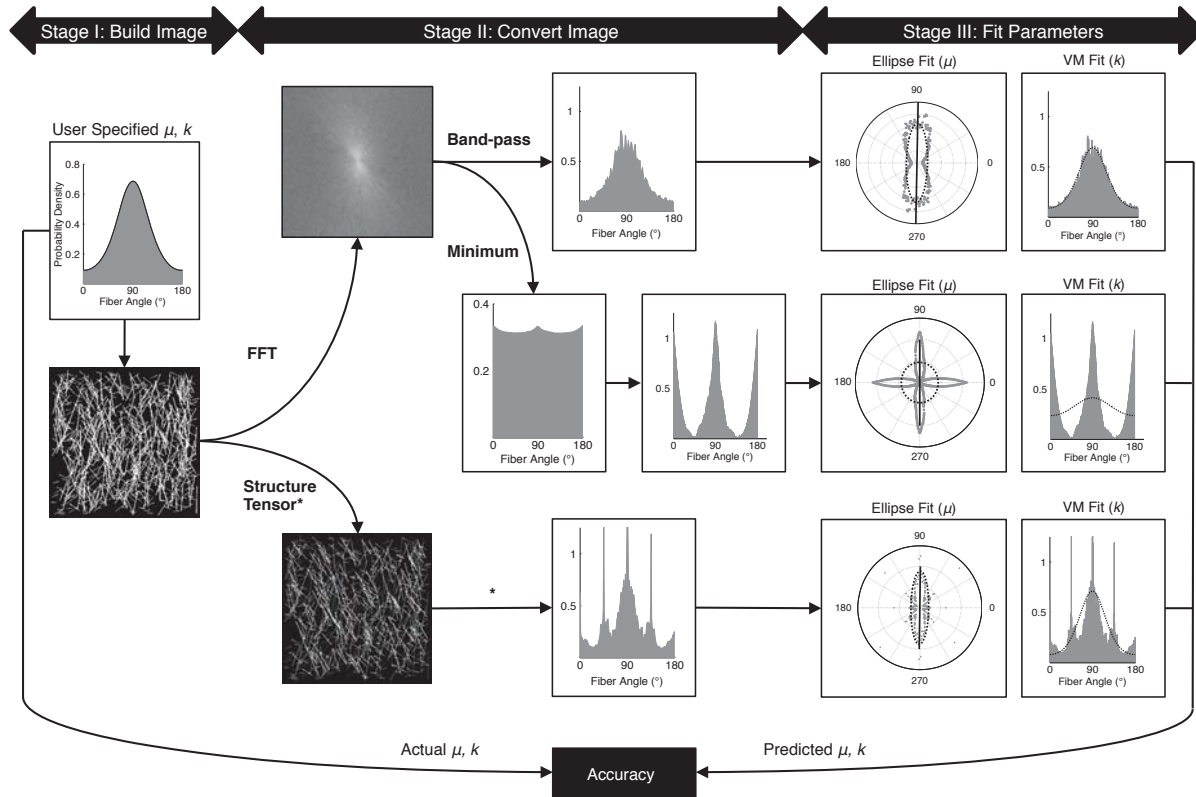 Stage I: Build Image
Stage II: Convert Image
Stage III: Fit Parameters
User Specified μ, k
Probability Density
0.8
0.6
0.4
0.2
0
90
180
Fiber Angle (°)
FFT
Structure
Tensor*
Band-pass
Minimum
1
0.5
0
90
180
Fiber Angle (°)
0.4
0.2
0
90
180
Fiber Angle (°)
1
0.5
0
90
180
Fiber Angle (°)
*
1
0.5
0
90
180
Fiber Angle (°)
Ellipse Fit (μ)
90
180
0
270
VM Fit (k)
1
0.5
0
90
180
Fiber Angle (°)
Ellipse Fit (μ)
90
180
0
270
VM Fit (k)
1
0.5
0
90
180
Fiber Angle (°)
Ellipse Fit (μ)
90
180
0
270
VM Fit (k)
1
0.5
0
90
180
Fiber Angle (°)
Actual μ, k
Accuracy
Predicted μ, k